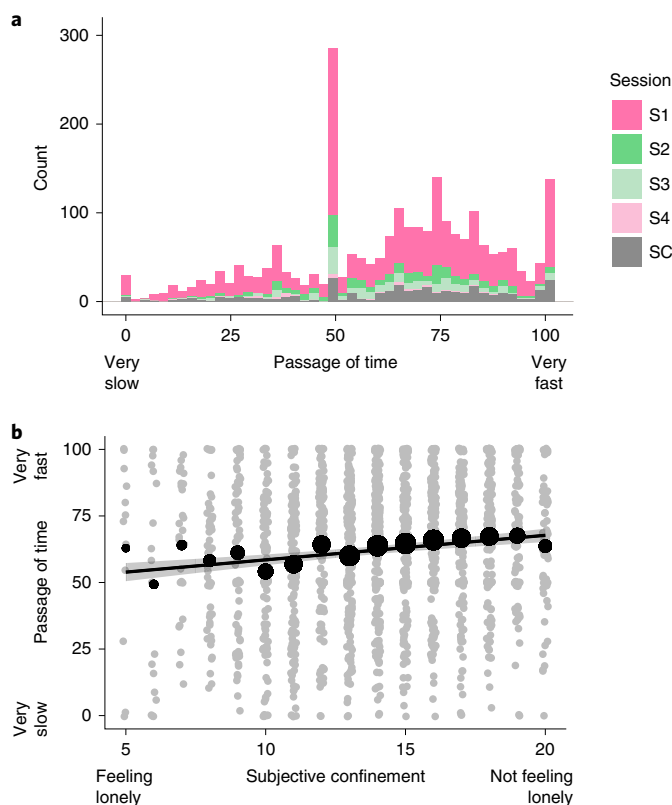 a
300
200
100
0
Count
0
25
50
75
100
Very
slow
Passage of time
Very
fast
Session
S1
S2
S3
S4
SC
b
Very
fast
Passage of time
Very
slow
100
75
50
25
0
5
10
15
20
Feeling
lonely
Subjective confinement
Not feeling
lonely